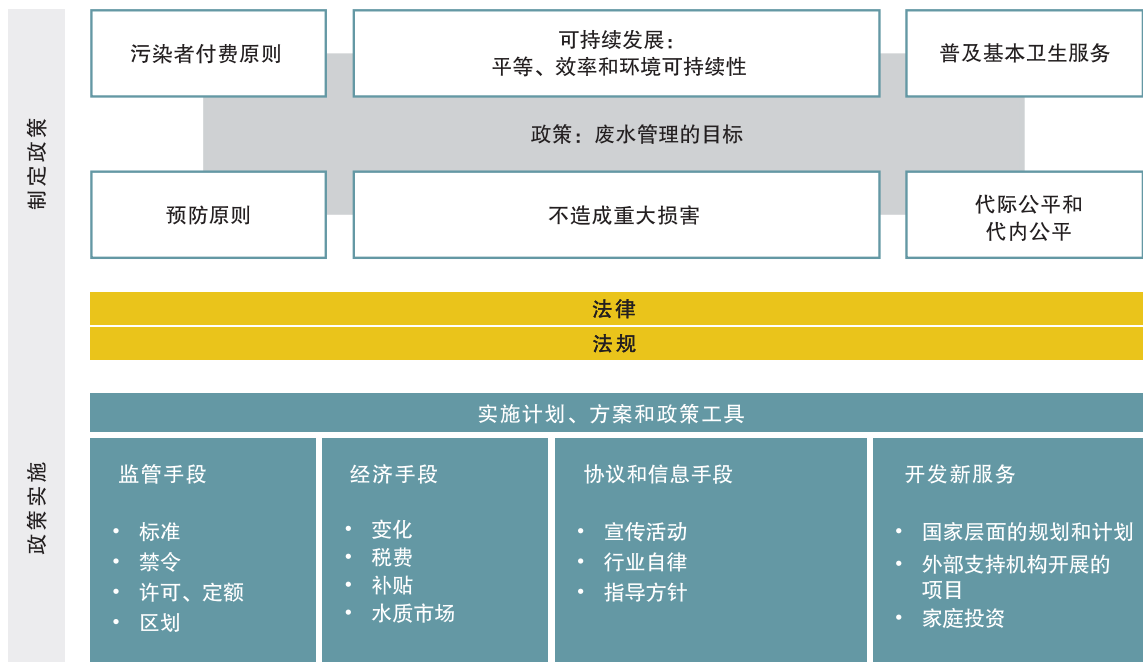 制定政策
污染者付费原则
可持续发展：
平等、效率和环境可持续性
普及基本卫生服务
政策：废水管理的目标
预防原则
不造成重大损害
代际公平和
代内公平
法律
法规
政策实施
实施计划、方案和政策工具
监管手段
• 标准
• 禁令
• 许可、定额
• 区划
经济手段
• 变化
• 税费
• 补贴
• 水质市场
协议和信息手段
• 宣传活动
• 行业自律
• 指导方针
开发新服务
• 国家层面的规划和计划
• 外部支持机构开展的
项目
• 家庭投资